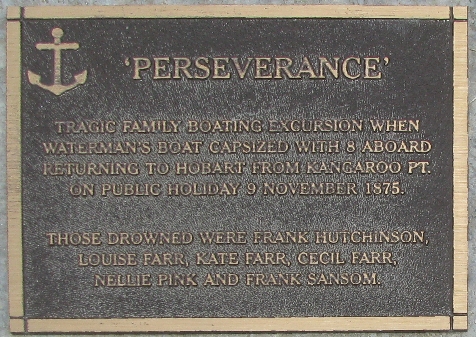 'PERSEVERANCE'
TRAGIC FAMILY BOATING EXCURSION WHEN
WATERMAN'S BOAT CAPSIZED WITH 8 ABOARD
RETURNING TO HOBART FROM KANGAROO PT.
ON PUBLIC HOLIDAY 9 NOVEMBER 1875.
THOSE DROWNED WERE FRANK HUTCHINSON,
LOUISE FARR, KATE FARR, CECIL FARR,
NELLIE PINK AND FRANK SANSOM.